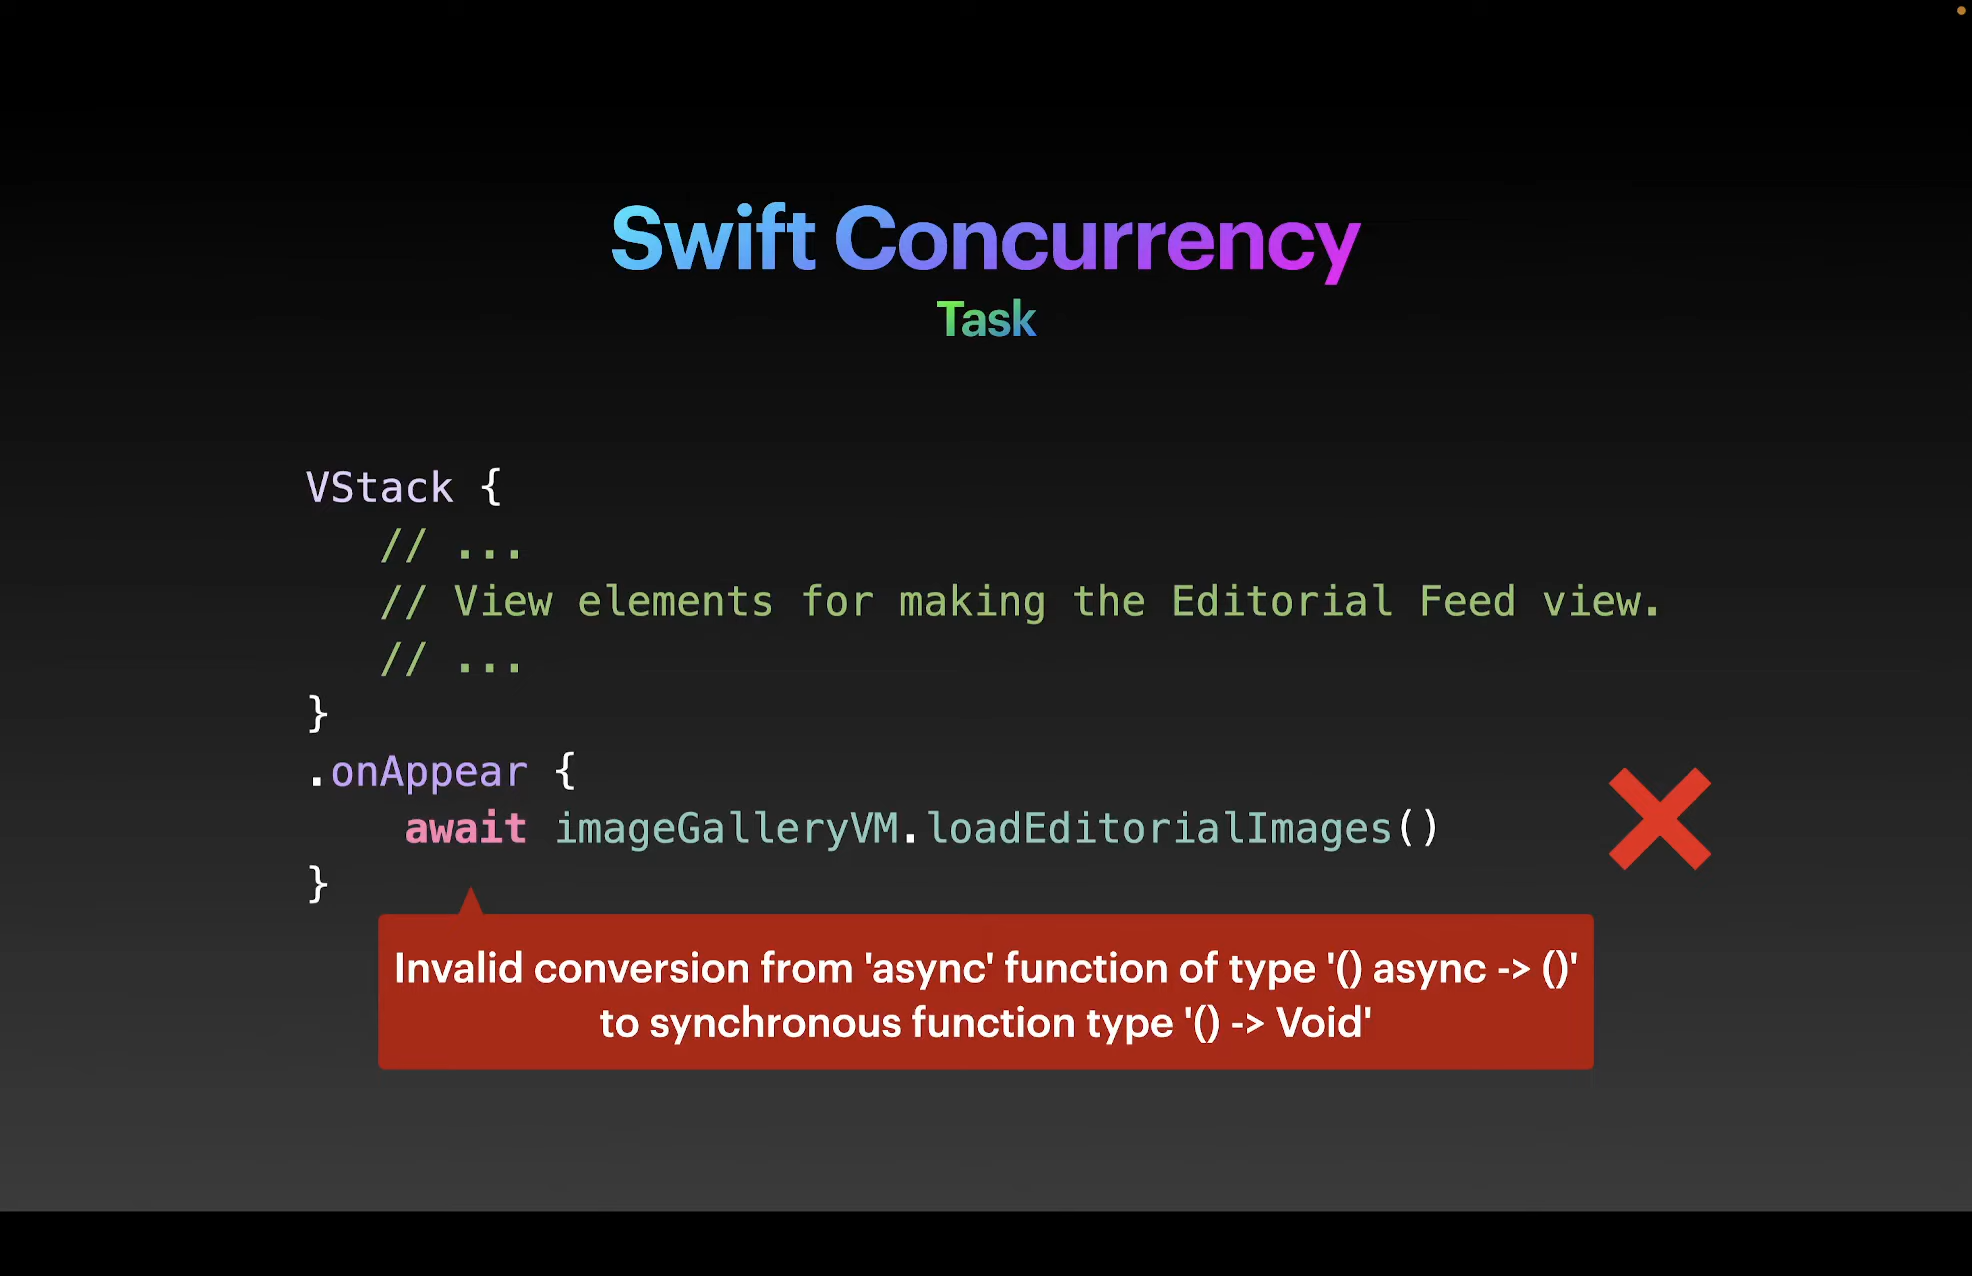 Swift Concurrency
Task
VStack {
// ...
// View elements for making the Editorial Feed view.
// ...
}
.onAppear {
await imageGalleryVM.loadEditorialImages()
}
Invalid conversion from 'async' function of type '() async -> ()'
to synchronous function type '() -> Void'